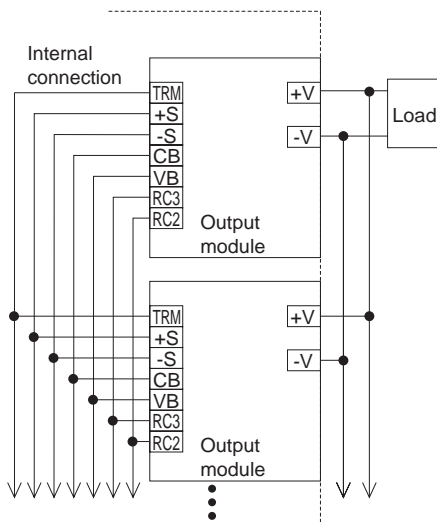 Internal
connection
TRM
+S
-S
CB
VB
RC3
RC2
Output
module
+V
-V
Load
TRM
+S
-S
CB
VB
RC3
RC2
Output
module
+V
-V